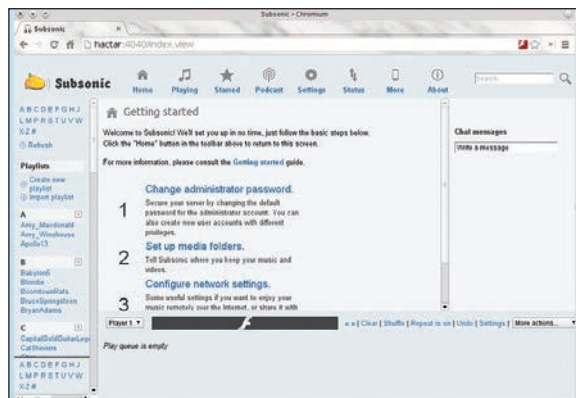 Subsonic - Chromium
Subsonic
hactar:4040/index.view
Subsonic
Home
Playing
Starred
Podcast
Settings
Status
More
About
Search
A B C D E F G H J
L M P R S T U V W
X-Z #
Refresh
Playlists
Create new
playlist
Import playlist
A
Amy_Macdonald
Amy_Winehouse
Apollo13
B
Babylon5
Blondie
BoomtownRats
BruceSpringsteen
BryanAdams
C
CatStevens
A B C D E F G H J
L M P R S T U V W
X-Z #
Getting started
Welcome to Subsonic! We'll set you up in no time, just follow the basic steps below.
Click the "Home" button in the toolbar above to return to this screen.
For more information, please consult the Getting started guide.
1
Change administrator password.
Secure your server by changing the default
password for the administrator account. You can
also create new user accounts with different
privileges.
2
Set up media folders.
Tell Subsonic where you keep your music and
videos.
3
Configure network settings.
Some useful settings if you want to enjoy your
music remotely over the Internet, or share it with
Chat messages
Write a message
Player 1
« » | Clear | Shuffle | Repeat is on | Undo | Settings | More actions...
Play queue is empty